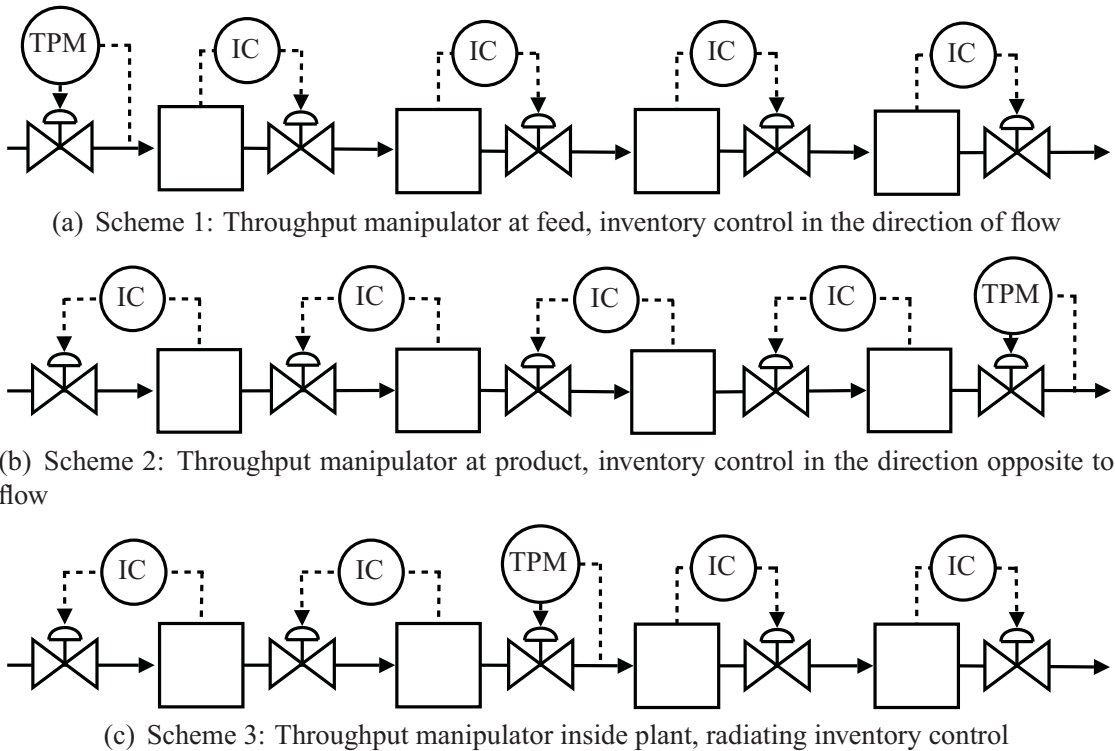 TPM IC IC IC IC
(a) Scheme 1: Throughput manipulator at feed, inventory control in the direction of flow
IC IC IC IC TPM
(b) Scheme 2: Throughput manipulator at product, inventory control in the direction opposite to
flow
IC IC TPM IC IC
(c) Scheme 3: Throughput manipulator inside plant, radiating inventory control